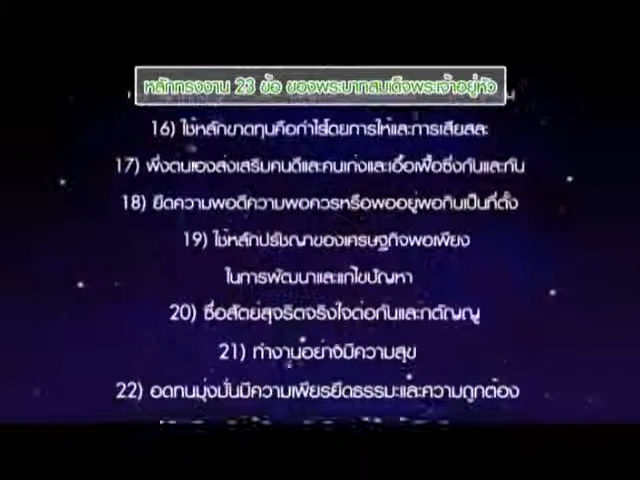 หลักทรงงาน 23 ข้อ ของพระบาทสมเด็จพระเจ้าอยู่หัว
16) ใช้หลักขาดทุนคือกำไรโดยการให้และการเสียสละ
17) พึ่งตนเองส่งเสริมคนดีและคนเก่งและเอื้อเฟื้อซึ่งกันและกัน
18) ยึดความพอดีความพอควรหรือพออยู่พอกินเป็นที่ตั้ง
19) ใช้หลักปรัชญาของเศรษฐกิจพอเพียง
ในการพัฒนาและแก้ไขปัญหา
20) ซื่อสัตย์สุจริตจริงใจต่อกันและกตัญญู
21) ทำงานอย่างมีความสุข
22) อดทนมุ่งมั่นมีความเพียรยึดธรรมะและความถูกต้อง